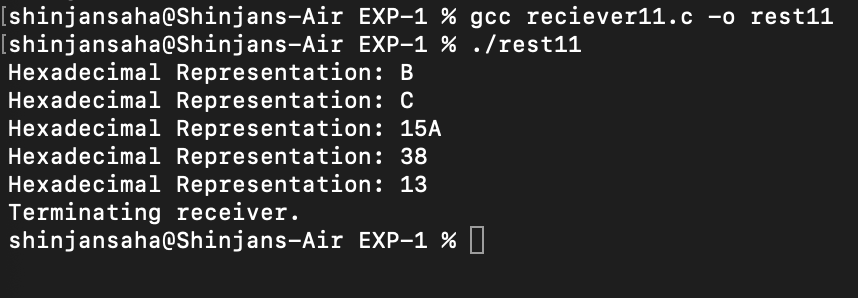 [shinjansaha@Shinjans-Air EXP-1 % gcc reciever11.c -o rest11
[shinjansaha@Shinjans-Air EXP-1 % ./rest11
Hexadecimal Representation: B
Hexadecimal Representation: C
Hexadecimal Representation: 15A
Hexadecimal Representation: 38
Hexadecimal Representation: 13
Terminating receiver.
shinjansaha@Shinjans-Air EXP-1 %